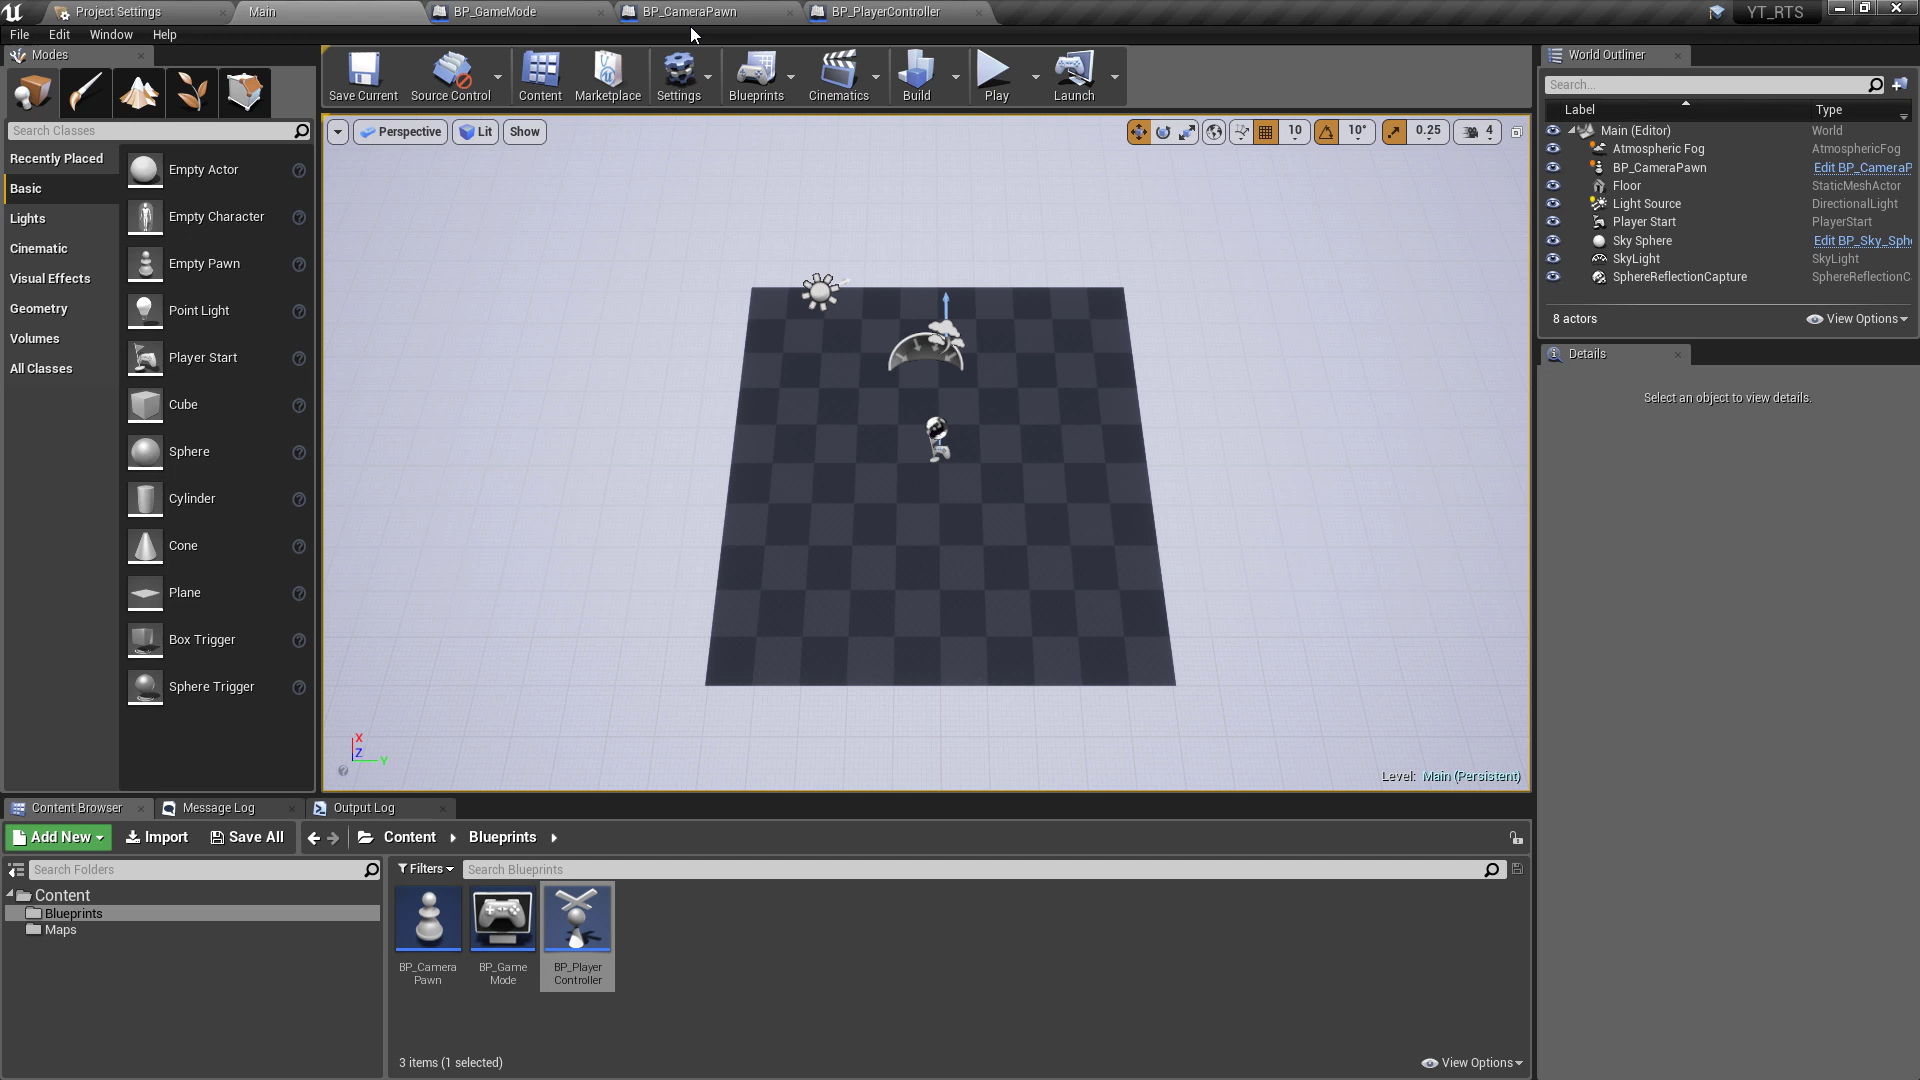 Project Settings
Main
BP_GameMode
BP_CameraPawn
BP_PlayerController
YT_RTS
File
Edit
Window
Help
Modes
Save Current
Source Control
Content
Marketplace
Settings
Blueprints
Cinematics
Build
Play
Launch
World Outliner
Search...
Label
Type
Search Classes
Perspective
Lit
Show
10
10°
0.25
4
Recently Placed
Basic
Lights
Cinematic
Visual Effects
Geometry
Volumes
All Classes
Empty Actor
Empty Character
Empty Pawn
Point Light
Player Start
Cube
Sphere
Cylinder
Cone
Plane
Box Trigger
Sphere Trigger
Main (Editor) World
Atmospheric Fog AtmosphericFog
BP_CameraPawn Edit BP_CameraP
Floor StaticMeshActor
Light Source DirectionalLight
Player Start PlayerStart
Sky Sphere Edit BP_Sky_Sph
SkyLight SkyLight
SphereReflectionCapture SphereReflectionC
8 actors
View Options
Details
Select an object to view details.
X
Z
Y
Level: Main (Persistent)
Content Browser
Message Log
Output Log
Add New
Import
Save All
Content
Blueprints
Search Folders
Filters
Search Blueprints
Content
Blueprints
Maps
BP_Camera
Pawn
BP_Game
Mode
BP_Player
Controller
3 items (1 selected)
View Options